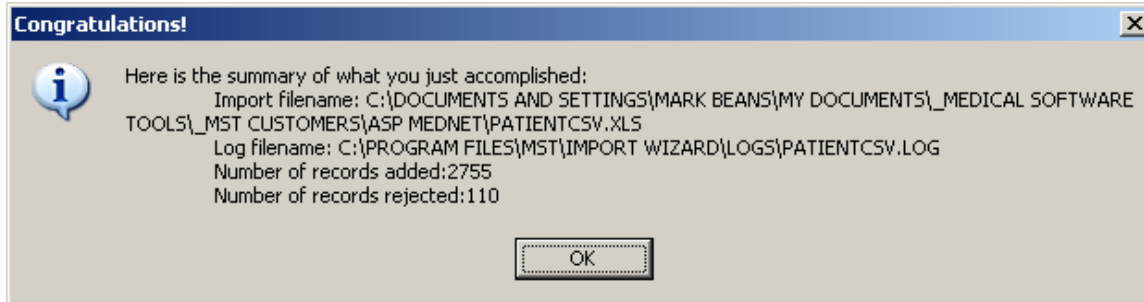 Congratulations!
Here is the summary of what you just accomplished:
Import filename: C:\DOCUMENTS AND SETTINGS\MARK BEANS\MY DOCUMENTS\_MEDICAL SOFTWARE
TOOLS\_MST CUSTOMERS\ASP MEDNET\PATIENTCSV.XLS
Log filename: C:\PROGRAM FILES\MST\IMPORT WIZARD\LOGS\PATIENTCSV.LOG
Number of records added:2755
Number of records rejected:110
OK